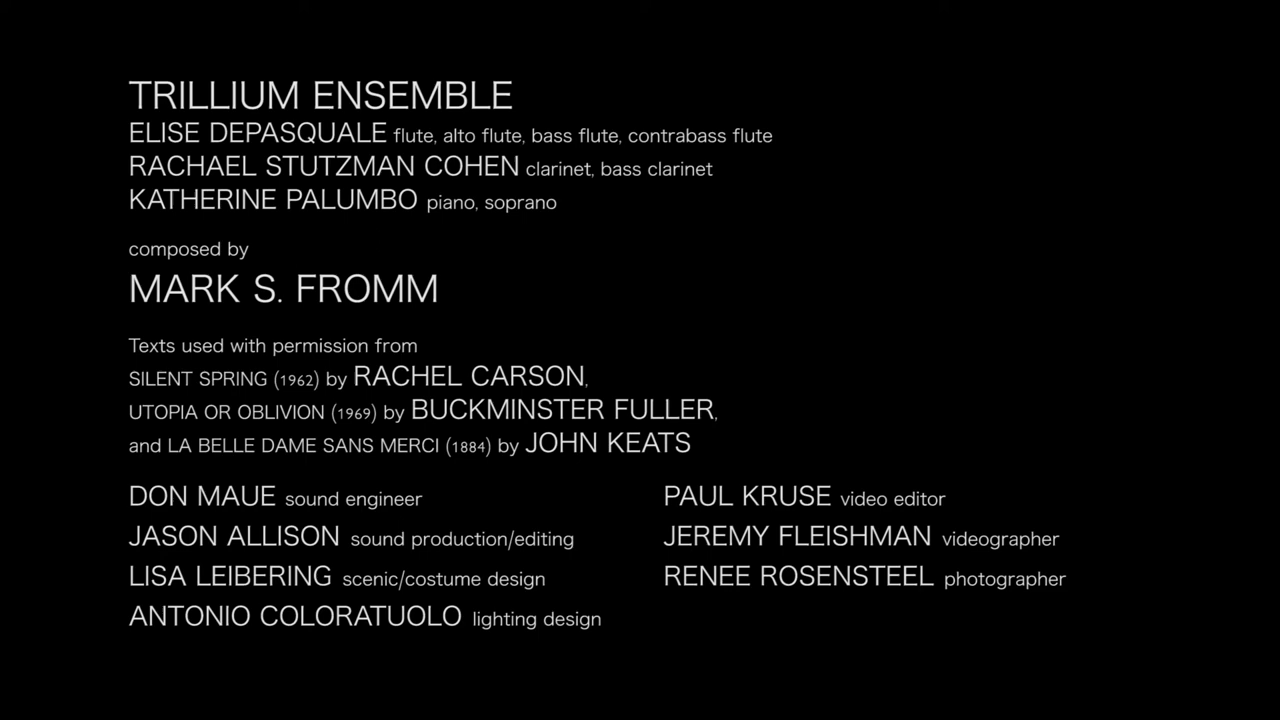 TRILLIUM ENSEMBLE
ELISE DEPASQUALE flute, alto flute, bass flute, contrabass flute
RACHAEL STUTZMAN COHEN clarinet, bass clarinet
KATHERINE PALUMBO piano, soprano
composed by
MARK S. FROMM
Texts used with permission from
SILENT SPRING (1962) by RACHEL CARSON,
UTOPIA OR OBLIVION (1969) by BUCKMINSTER FULLER,
and LA BELLE DAME SANS MERCI (1884) by JOHN KEATS
DON MAUE sound engineer
JASON ALLISON sound production/editing
LISA LEIBERING scenic/costume design
ANTONIO COLORATUOLO lighting design
PAUL KRUSE video editor
JEREMY FLEISHMAN videographer
RENEE ROSENSTEEL photographer